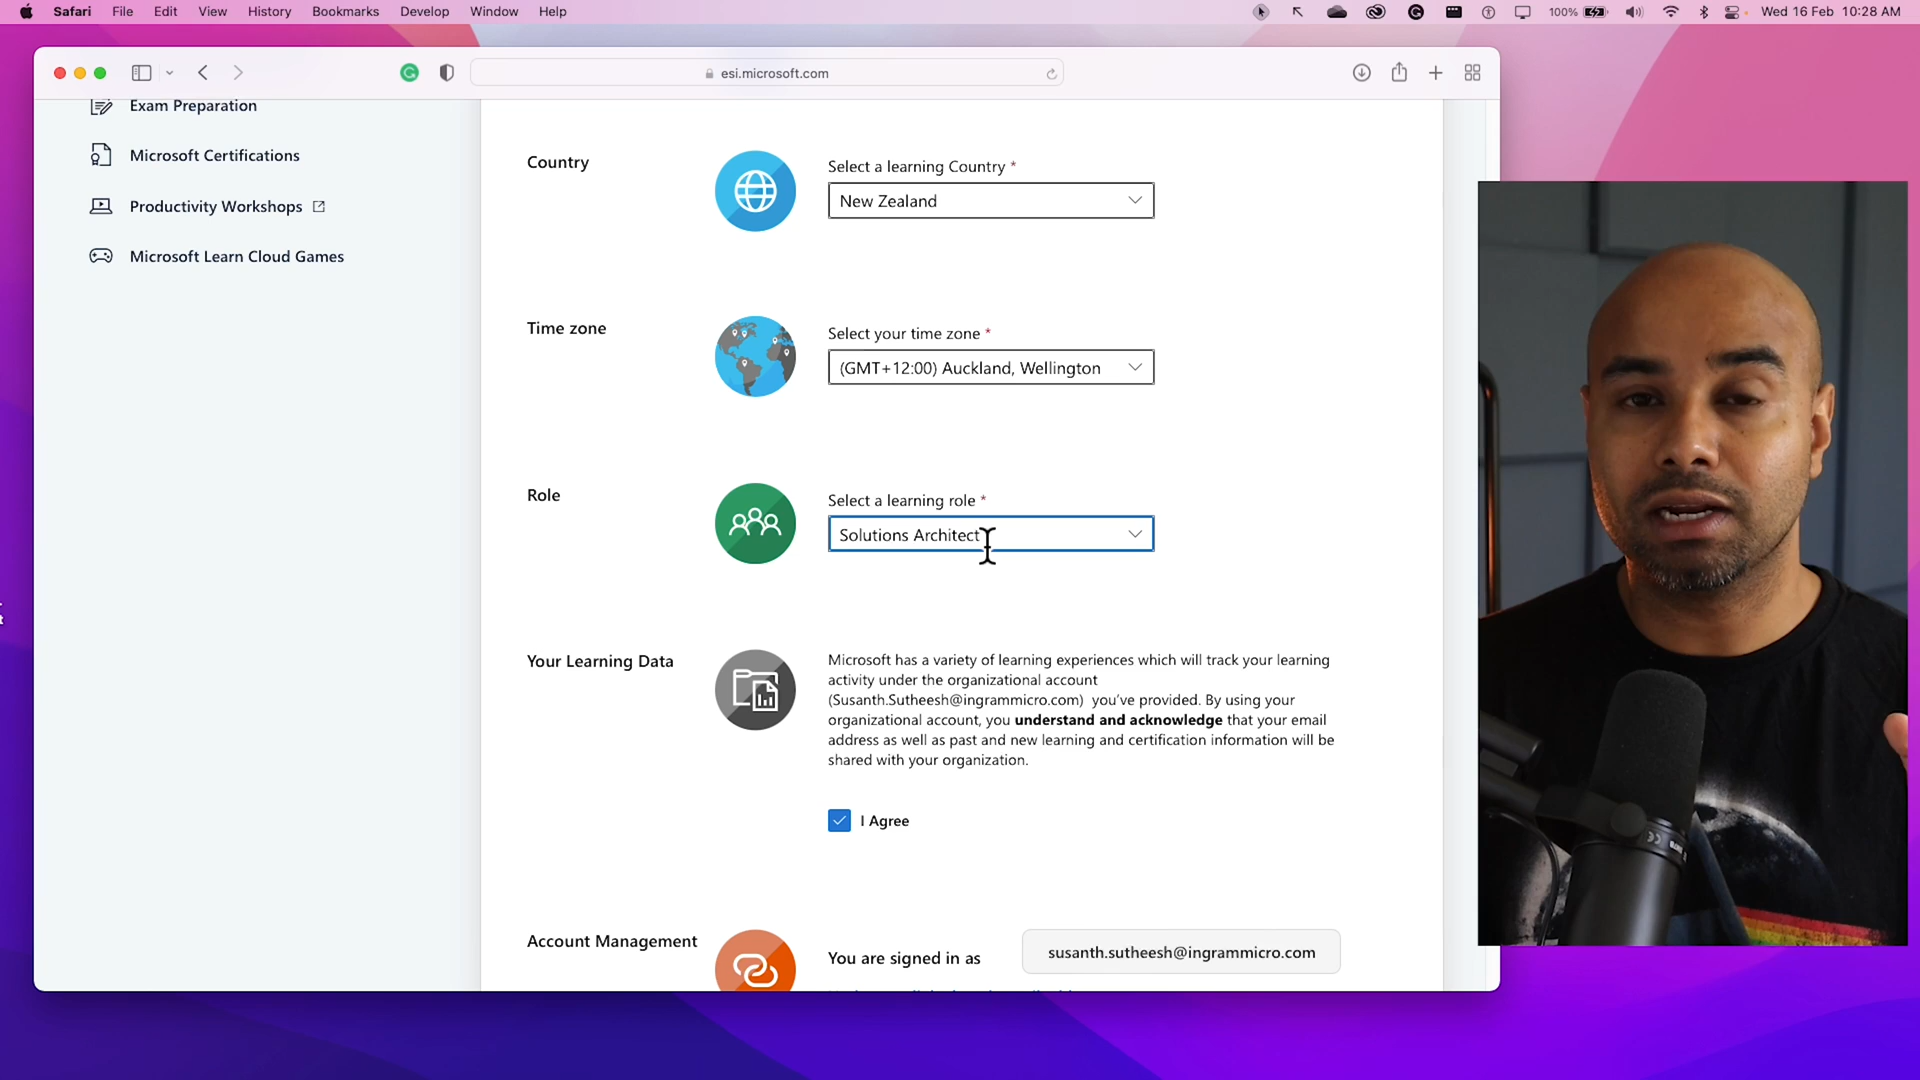 Safari File Edit View History Bookmarks Develop Window Help
100% Wed 16 Feb 10:28 AM
esi.microsoft.com
Exam Preparation
Microsoft Certifications
Productivity Workshops
Microsoft Learn Cloud Games
Country
Select a learning Country *
New Zealand
Time zone
Select your time zone *
(GMT+12:00) Auckland, Wellington
Role
Select a learning role *
Solutions Architect
Your Learning Data
Microsoft has a variety of learning experiences which will track your learning
activity under the organizational account
(Susanth.Sutheesh@ingrammicro.com) you've provided. By using your
organizational account, you understand and acknowledge that your email
address as well as past and new learning and certification information will be
shared with your organization.
I Agree
Account Management
You are signed in as
susanth.sutheesh@ingrammicro.com